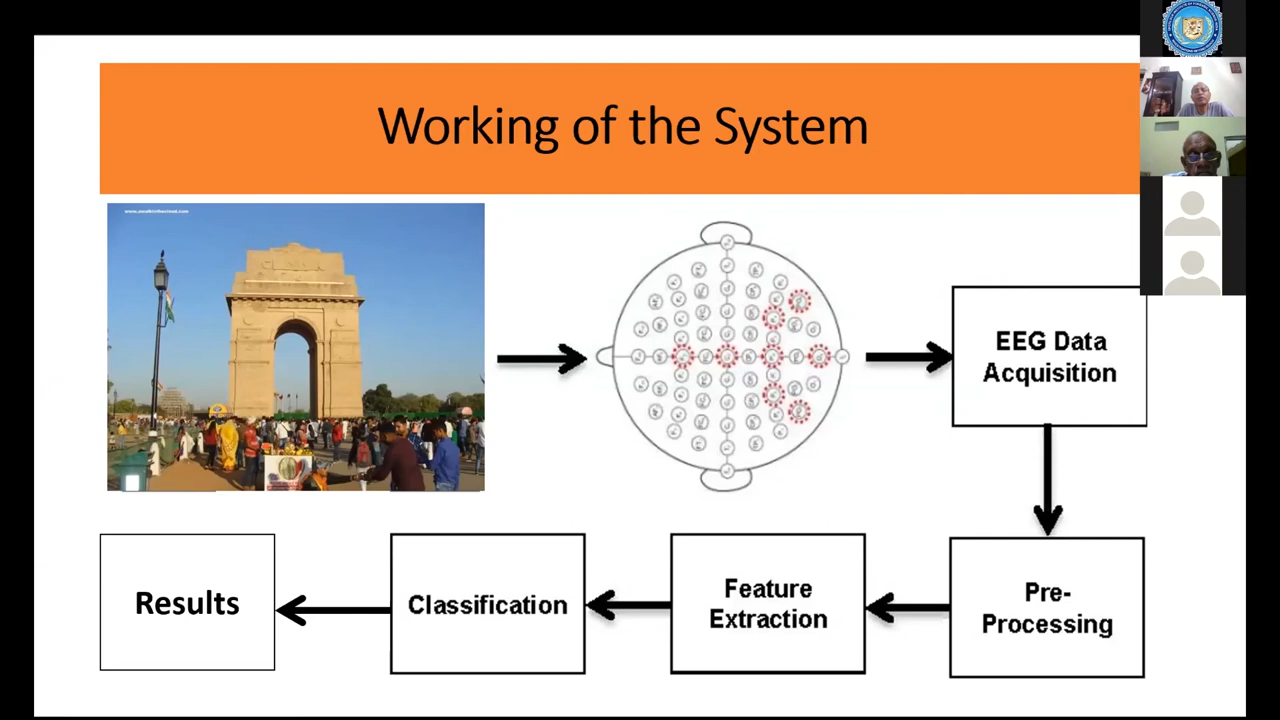 Working of the System
EEG Data
Acquisition
Pre-
Processing
Feature
Extraction
Classification
Results